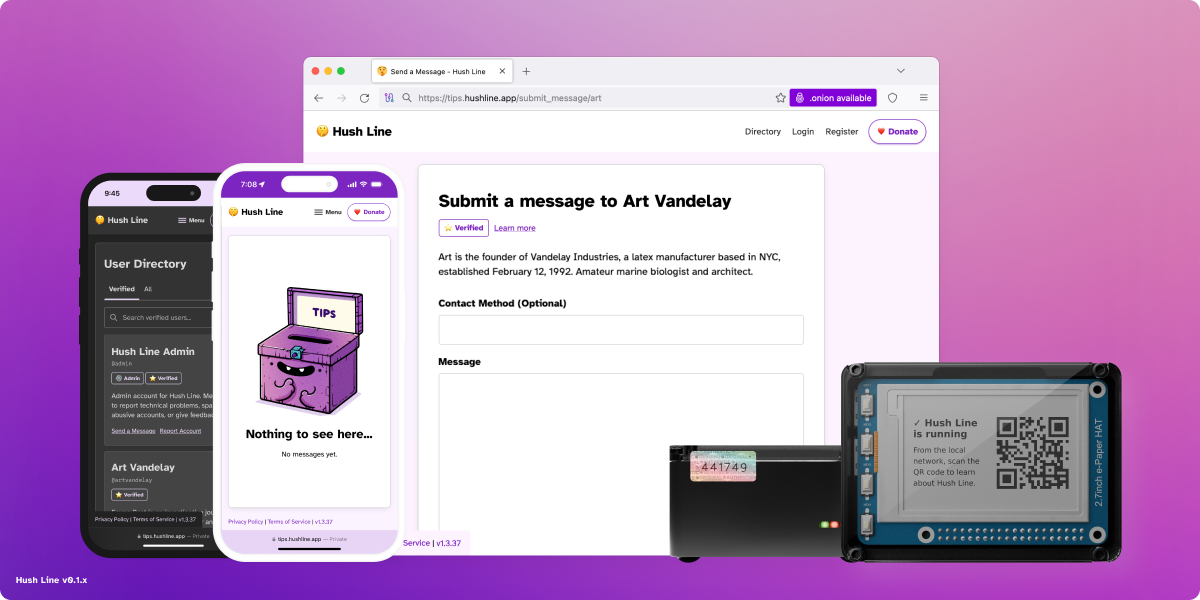 Send a Message - Hush Line
https://tips.hushline.app/submit_message/art
.onion available
Hush Line
Directory
Login
Register
Donate
Submit a message to Art Vandelay
⭐ Verified
Learn more
Art is the founder of Vandelay Industries, a latex manufacturer based in NYC,
established February 12, 1992. Amateur marine biologist and architect.
Contact Method (Optional)
Message
Service | v1.3.37
9:45
Hush Line
Menu
User Directory
Verified
All
Search verified users...
Hush Line Admin
@admin
Admin
⭐ Verified
Admin account for Hush Line. Me
to report technical problems, spa
abusive accounts, or give feedba
Send a Message
Report Account
Art Vandelay
@artvandelay
⭐ Verified
Privacy Policy | Terms of Service | v1.3.37
tips.hushline.app — Private
7:08
Hush Line
Menu
Donate
TIPS
Nothing to see here...
No messages yet.
Privacy Policy | Terms of Service | v1.3.37
tips.hushline.app — Private
441749
✓ Hush Line
is running
From the local
network, scan the
QR code to learn
about Hush Line.
2.7inch e-Paper HAT
Hush Line v0.1.x